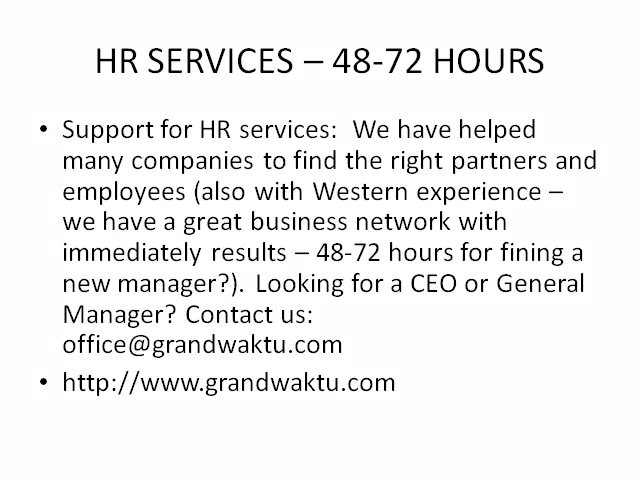 HR SERVICES – 48-72 HOURS
• Support for HR services:  We have helped
many companies to find the right partners and
employees (also with Western experience –
we have a great business network with
immediately results – 48-72 hours for fining a
new manager?).  Looking for a CEO or General
Manager? Contact us:
office@grandwaktu.com
• http://www.grandwaktu.com